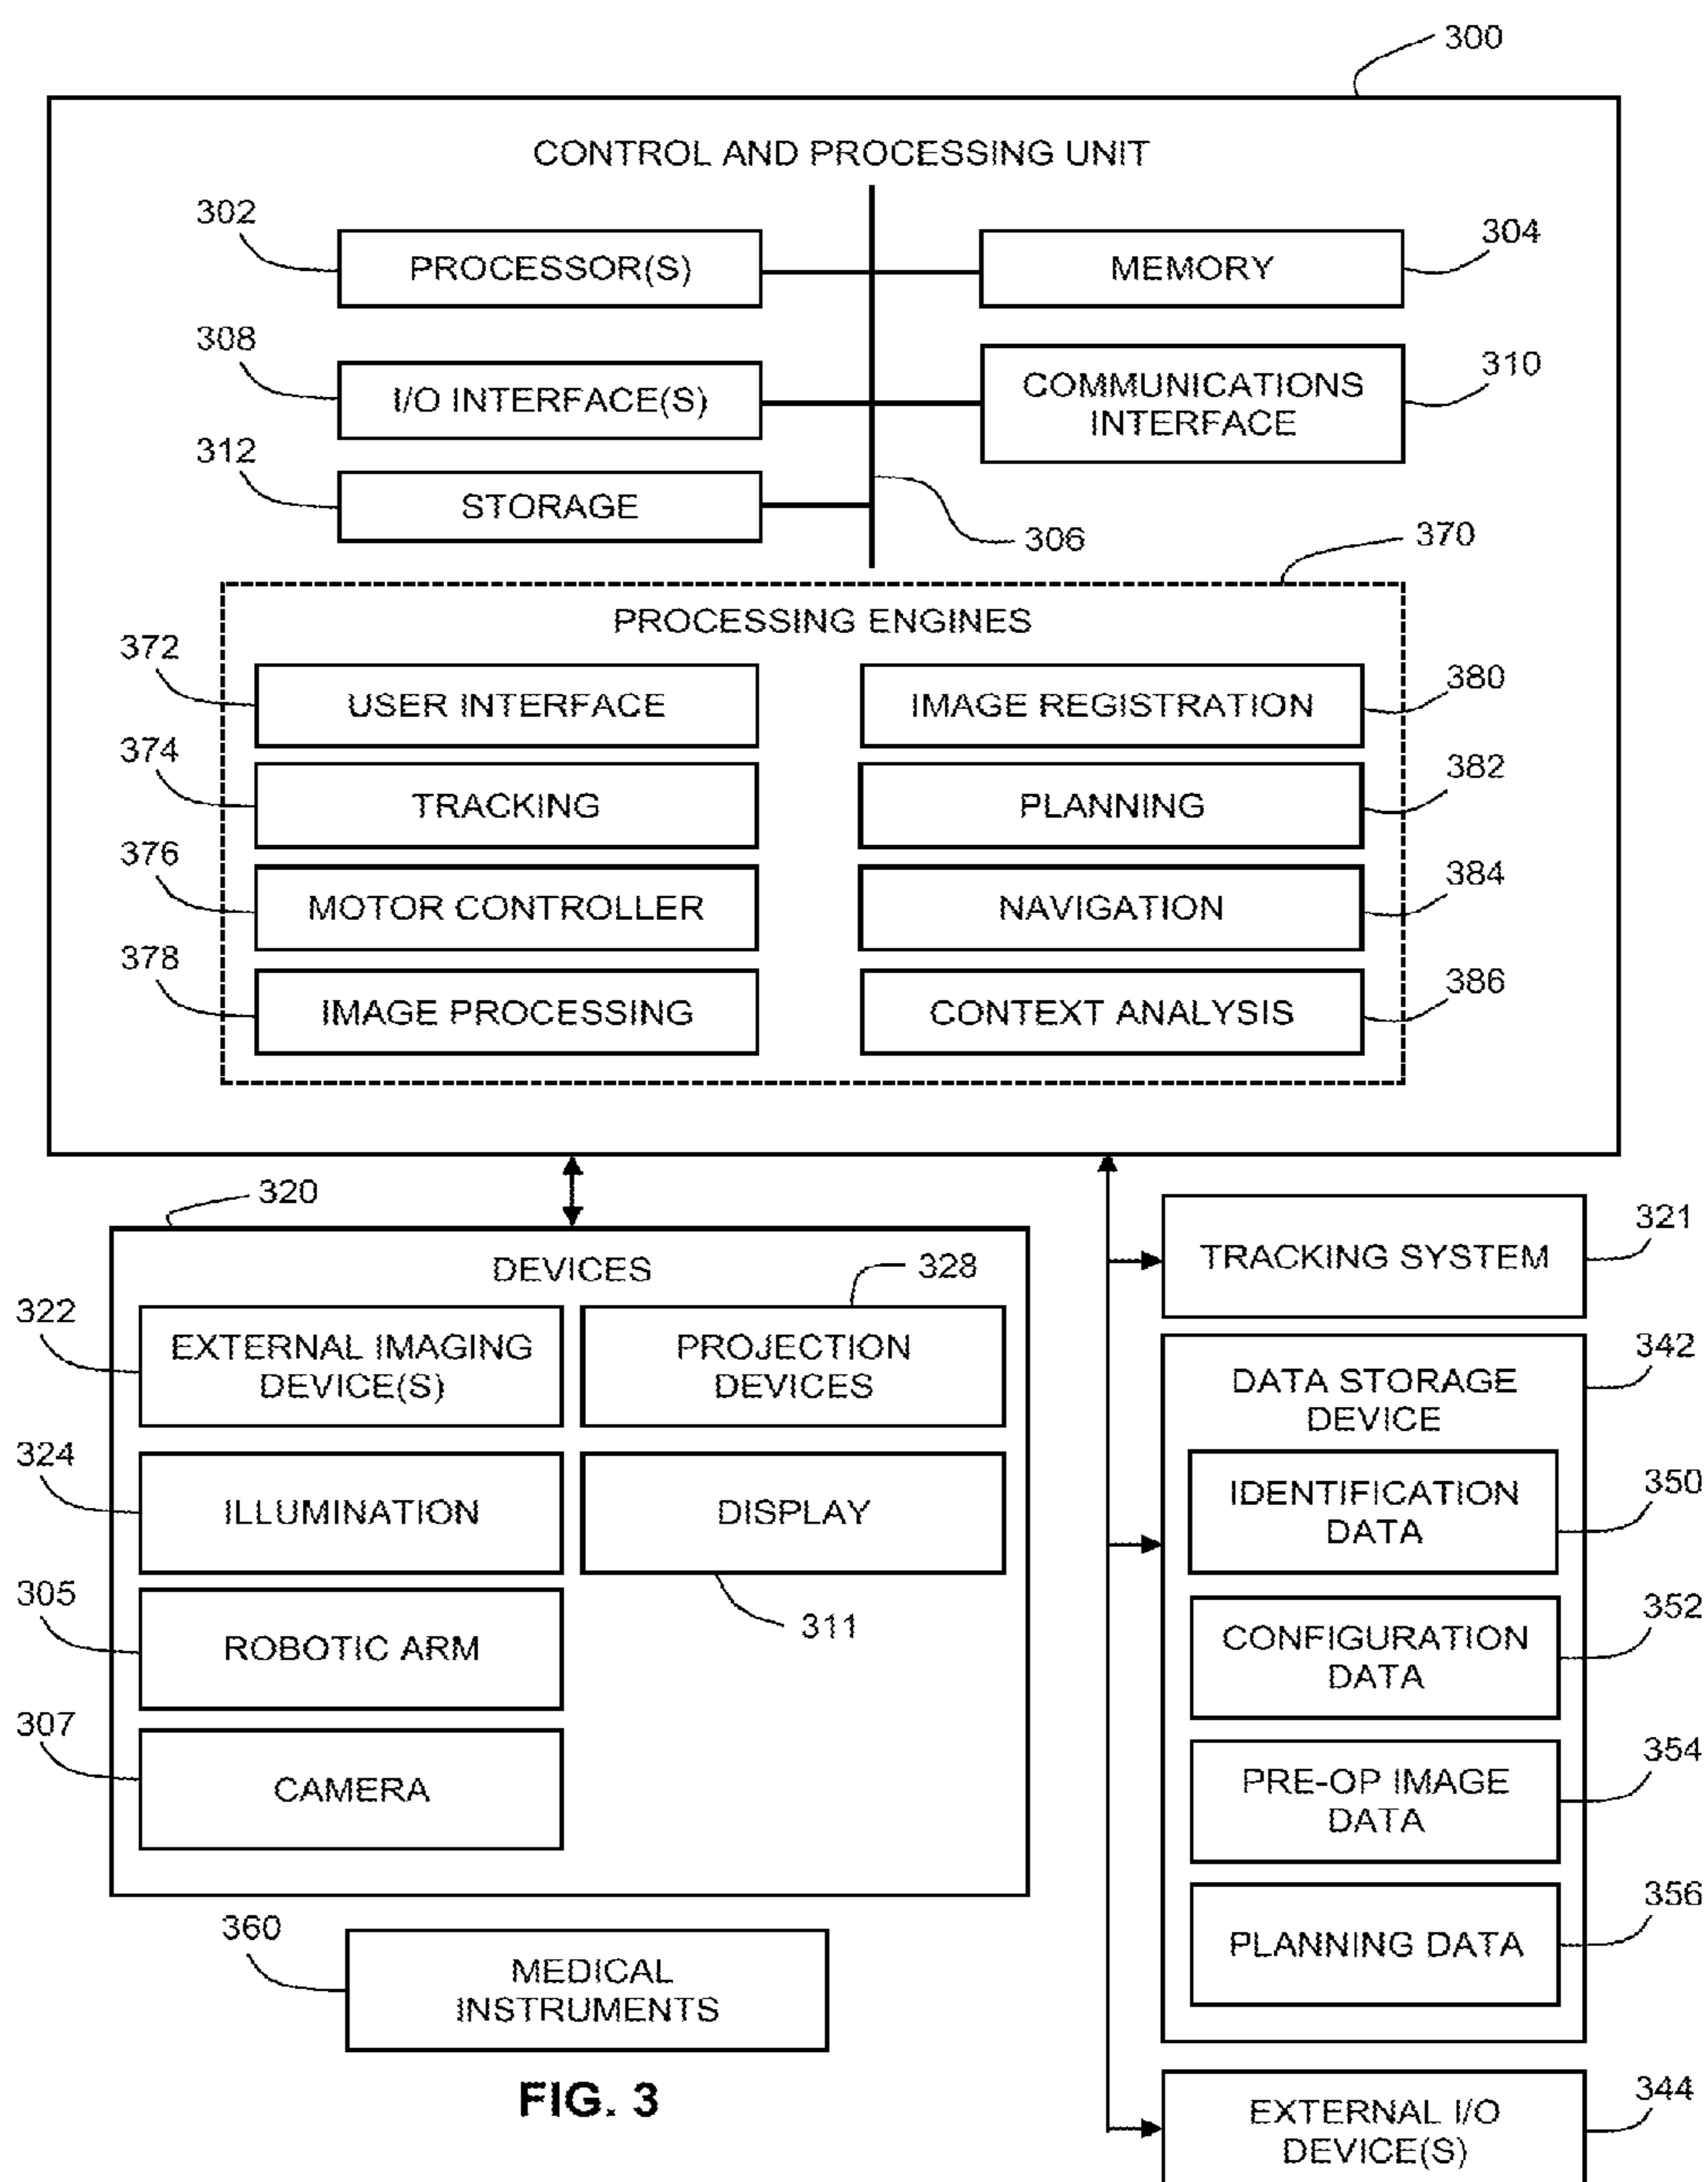 300
CONTROL AND PROCESSING UNIT
302
PROCESSOR(S)
MEMORY
304
308
I/O INTERFACE(S)
COMMUNICATIONS
INTERFACE
310
312
STORAGE
306
370
PROCESSING ENGINES
372
USER INTERFACE
IMAGE REGISTRATION
380
374
TRACKING
PLANNING
382
376
MOTOR CONTROLLER
NAVIGATION
384
378
IMAGE PROCESSING
CONTEXT ANALYSIS
386
320
DEVICES
322
EXTERNAL IMAGING
DEVICE(S)
328
PROJECTION
DEVICES
324
ILLUMINATION
DISPLAY
311
305
ROBOTIC ARM
307
CAMERA
360
MEDICAL
INSTRUMENTS
321
TRACKING SYSTEM
342
DATA STORAGE
DEVICE
350
IDENTIFICATION
DATA
352
CONFIGURATION
DATA
354
PRE-OP IMAGE
DATA
356
PLANNING DATA
344
EXTERNAL I/O
DEVICE(S)
FIG. 3